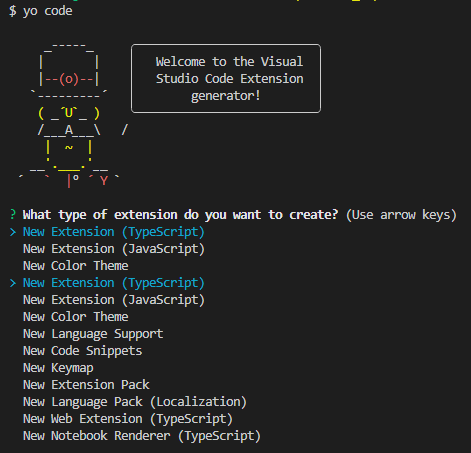 $ yo code
     _-----_
    |       |
    |--(o)--|
   `---------´
    ( _´U`_ )
    /___A___\   /
     |  ~  |
   __'.___.'__
 ´   `  |° ´ Y `
Welcome to the Visual
Studio Code Extension
generator!
? What type of extension do you want to create? (Use arrow keys)
> New Extension (TypeScript)
New Extension (JavaScript)
New Color Theme
> New Extension (TypeScript)
New Extension (JavaScript)
New Color Theme
New Language Support
New Code Snippets
New Keymap
New Extension Pack
New Language Pack (Localization)
New Web Extension (TypeScript)
New Notebook Renderer (TypeScript)